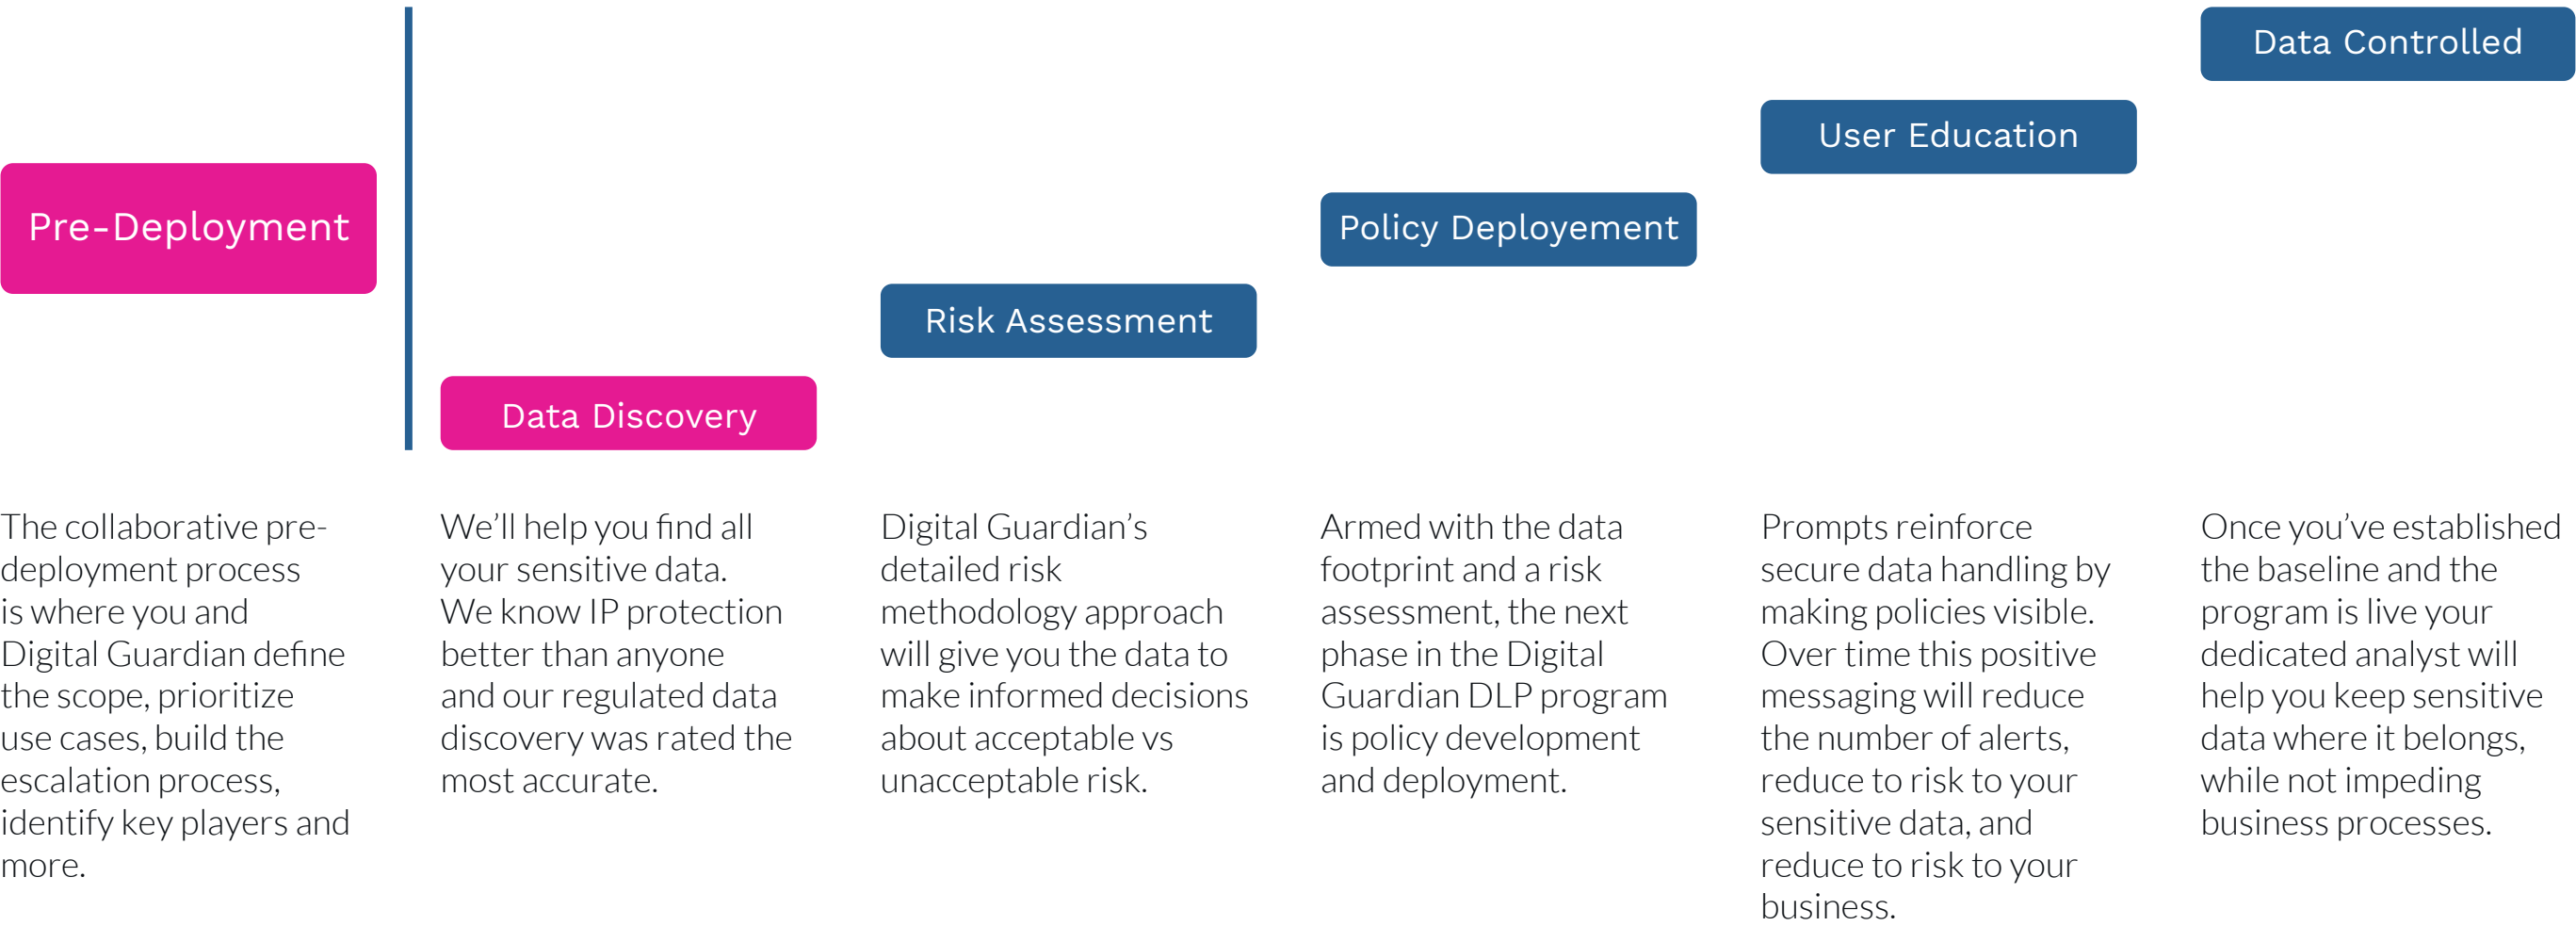 Pre-Deployment
The collaborative pre-
deployment process
is where you and
Digital Guardian define
the scope, prioritize
use cases, build the
escalation process,
identify key players and
more.
Data Discovery
We’ll help you find all
your sensitive data.
We know IP protection
better than anyone
and our regulated data
discovery was rated the
most accurate.
Risk Assessment
Digital Guardian’s
detailed risk
methodology approach
will give you the data to
make informed decisions
about acceptable vs
unacceptable risk.
Policy Deployement
Armed with the data
footprint and a risk
assessment, the next
phase in the Digital
Guardian DLP program
is policy development
and deployment.
User Education
Prompts reinforce
secure data handling by
making policies visible.
Over time this positive
messaging will reduce
the number of alerts,
reduce to risk to your
sensitive data, and
reduce to risk to your
business.
Data Controlled
Once you’ve established
the baseline and the
program is live your
dedicated analyst will
help you keep sensitive
data where it belongs,
while not impeding
business processes.